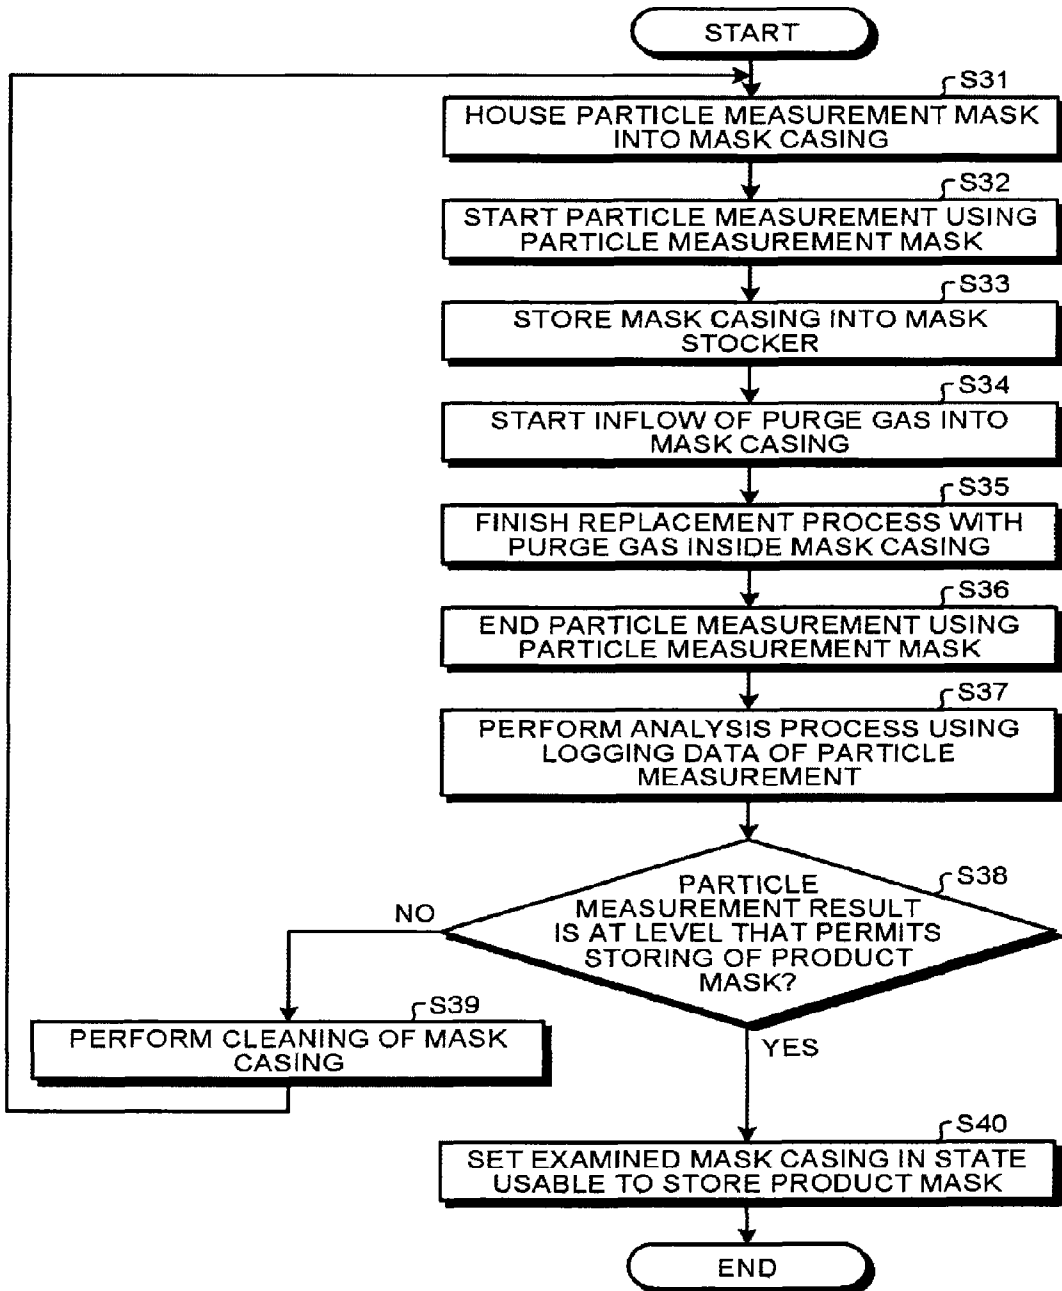 START
S31
HOUSE PARTICLE MEASUREMENT MASK
INTO MASK CASING
S32
START PARTICLE MEASUREMENT USING
PARTICLE MEASUREMENT MASK
S33
STORE MASK CASING INTO MASK
STOCKER
S34
START INFLOW OF PURGE GAS INTO
MASK CASING
S35
FINISH REPLACEMENT PROCESS WITH
PURGE GAS INSIDE MASK CASING
S36
END PARTICLE MEASUREMENT USING
PARTICLE MEASUREMENT MASK
S37
PERFORM ANALYSIS PROCESS USING
LOGGING DATA OF PARTICLE
MEASUREMENT
S38
PARTICLE
MEASUREMENT RESULT
IS AT LEVEL THAT PERMITS
STORING OF PRODUCT
MASK?
NO
S39
PERFORM CLEANING OF MASK
CASING
YES
S40
SET EXAMINED MASK CASING IN STATE
USABLE TO STORE PRODUCT MASK
END